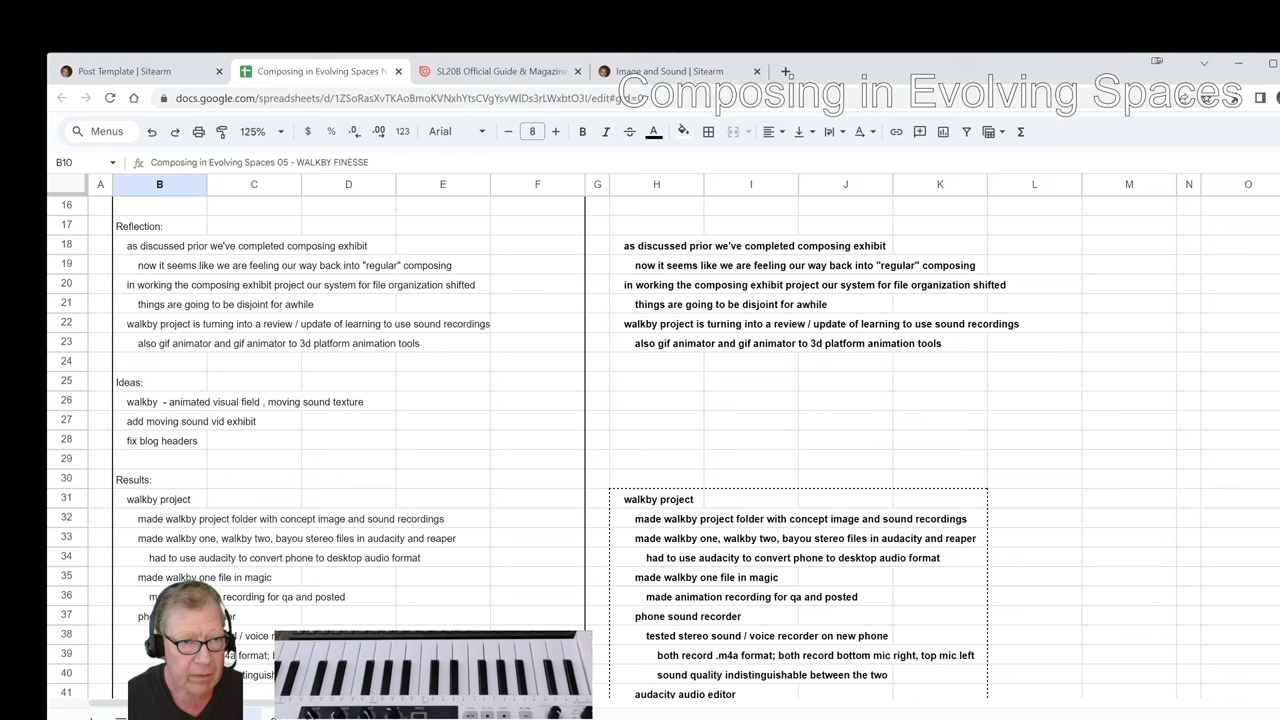 Post Template | Sitearm
Composing in Evolving Spaces N
SL20B Official Guide & Magazine
Image and Sound | Sitearm
Composing in Evolving Spaces
Menus
125%
$
%
.0
.00
123
Arial
8
B
I
A
B10
fx
Composing in Evolving Spaces 05 - WALKBY FINESSE
A B C D E F G H I J K L M N O
16
17 Reflection:
18 as discussed prior we've completed composing exhibit as discussed prior we've completed composing exhibit
19 now it seems like we are feeling our way back into "regular" composing now it seems like we are feeling our way back into "regular" composing
20 in working the composing exhibit project our system for file organization shifted in working the composing exhibit project our system for file organization shifted
21 things are going to be disjoint for awhile things are going to be disjoint for awhile
22 walkby project is turning into a review / update of learning to use sound recordings walkby project is turning into a review / update of learning to use sound recordings
23 also gif animator and gif animator to 3d platform animation tools also gif animator and gif animator to 3d platform animation tools
24
25 Ideas:
26 walkby - animated visual field , moving sound texture
27 add moving sound vid exhibit
28 fix blog headers
29
30 Results:
31 walkby project walkby project
32 made walkby project folder with concept image and sound recordings made walkby project folder with concept image and sound recordings
33 made walkby one, walkby two, bayou stereo files in audacity and reaper made walkby one, walkby two, bayou stereo files in audacity and reaper
34 had to use audacity to convert phone to desktop audio format had to use audacity to convert phone to desktop audio format
35 made walkby one file in magic made walkby one file in magic
36 recording for qa and posted made animation recording for qa and posted
37 phone sound recorder
38 tested stereo sound / voice recorder on new phone
39 both record .m4a format; both record bottom mic right, top mic left
40 sound quality indistinguishable between the two
41 audacity audio editor